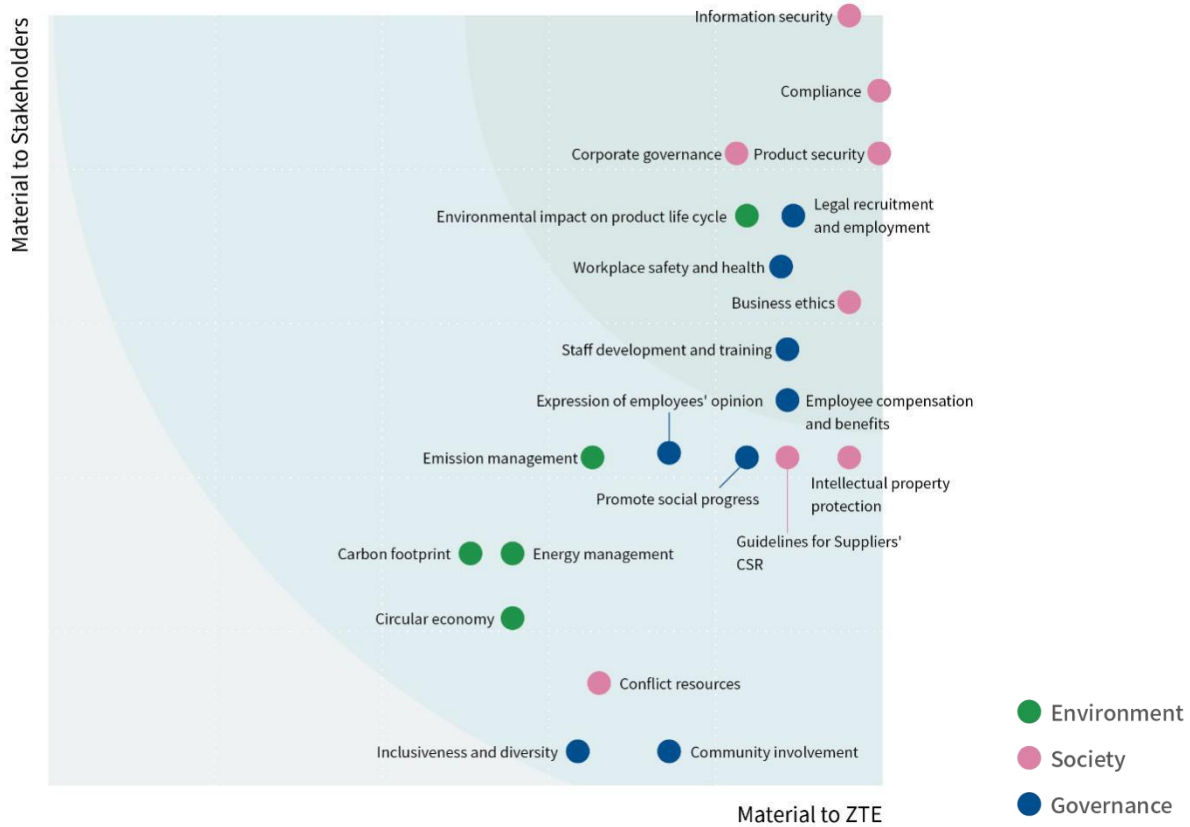 Material to Stakeholders
Information security
Compliance
Corporate governance
Product security
Environmental impact on product life cycle
Legal recruitment
and employment
Workplace safety and health
Business ethics
Staff development and training
Expression of employees' opinion
Employee compensation
and benefits
Emission management
Promote social progress
Intellectual property
protection
Guidelines for Suppliers'
CSR
Carbon footprint
Energy management
Circular economy
Conflict resources
Inclusiveness and diversity
Community involvement
Material to ZTE
Environment
Society
Governance